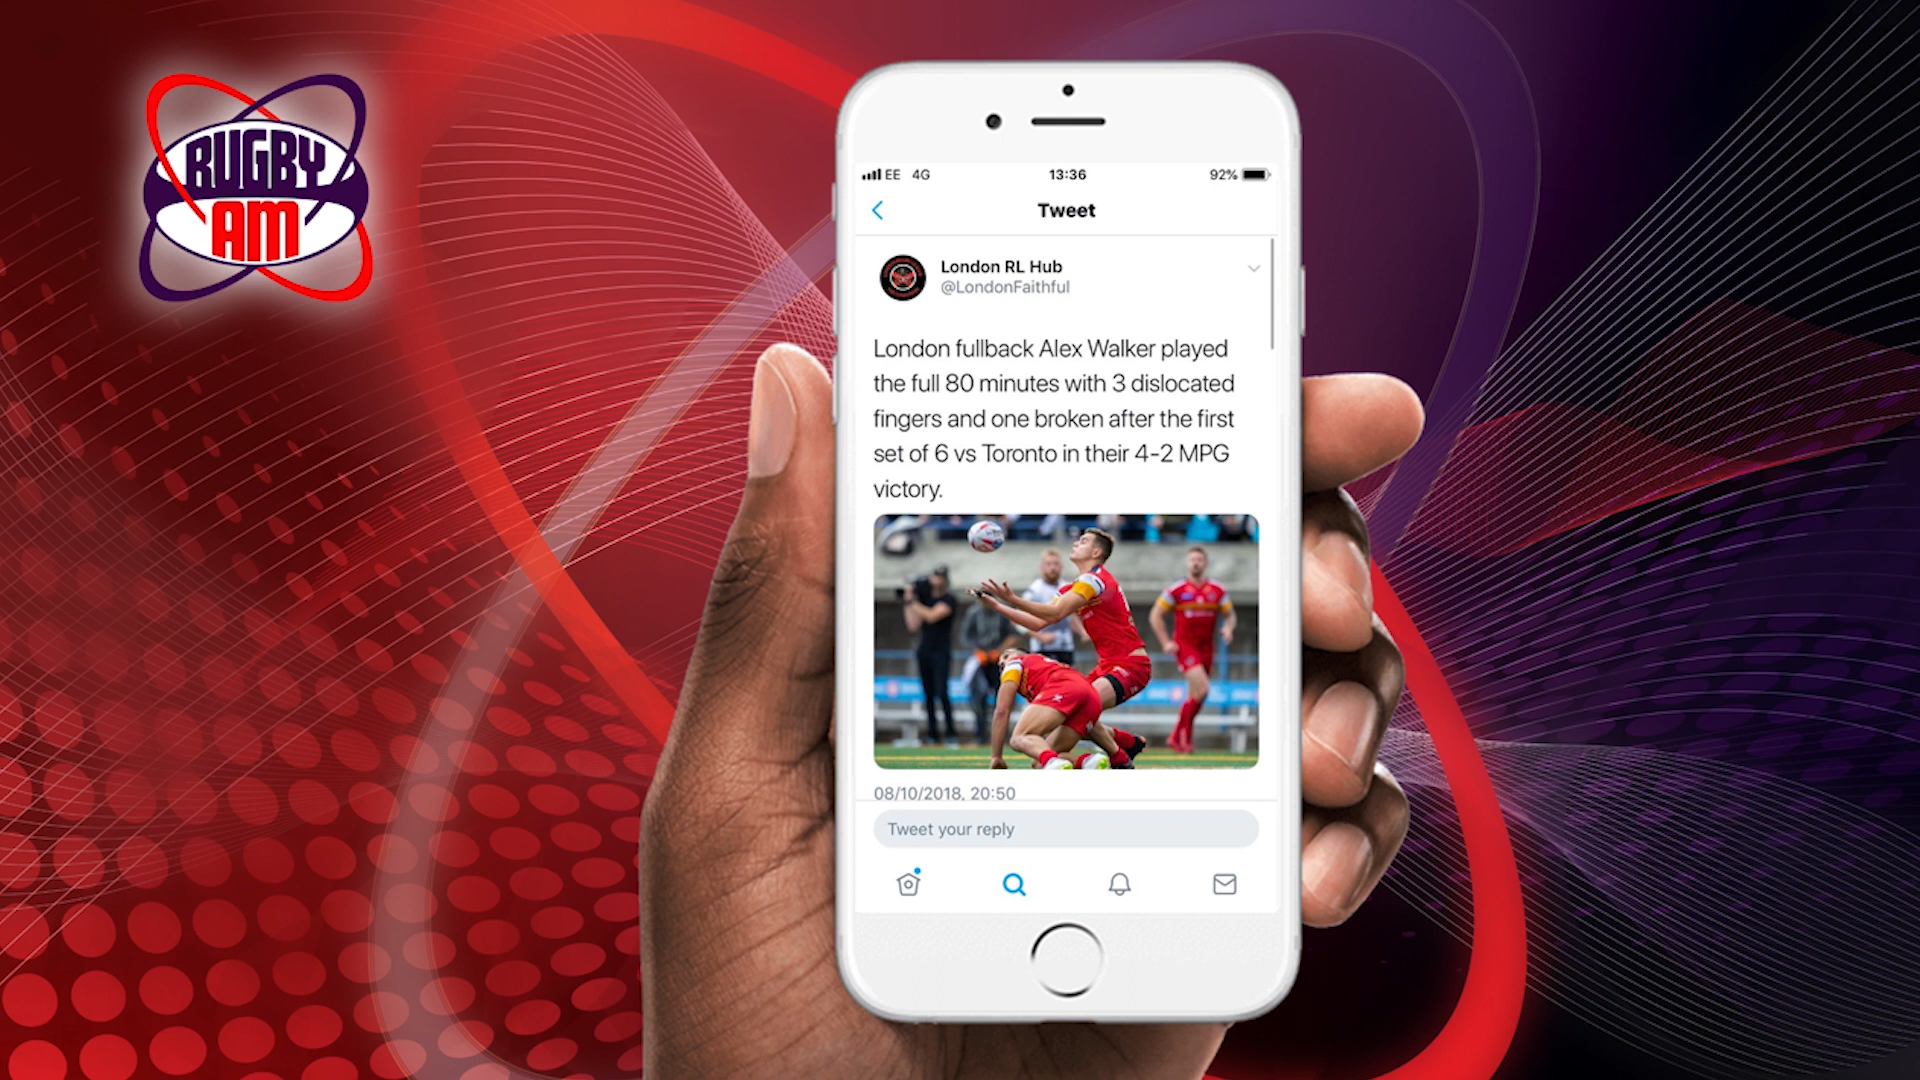 RUGBY
AM
EE 4G 13:36 92%
Tweet
London RL Hub
@LondonFaithful
London fullback Alex Walker played
the full 80 minutes with 3 dislocated
fingers and one broken after the first
set of 6 vs Toronto in their 4-2 MPG
victory.
08/10/2018, 20:50
Tweet your reply